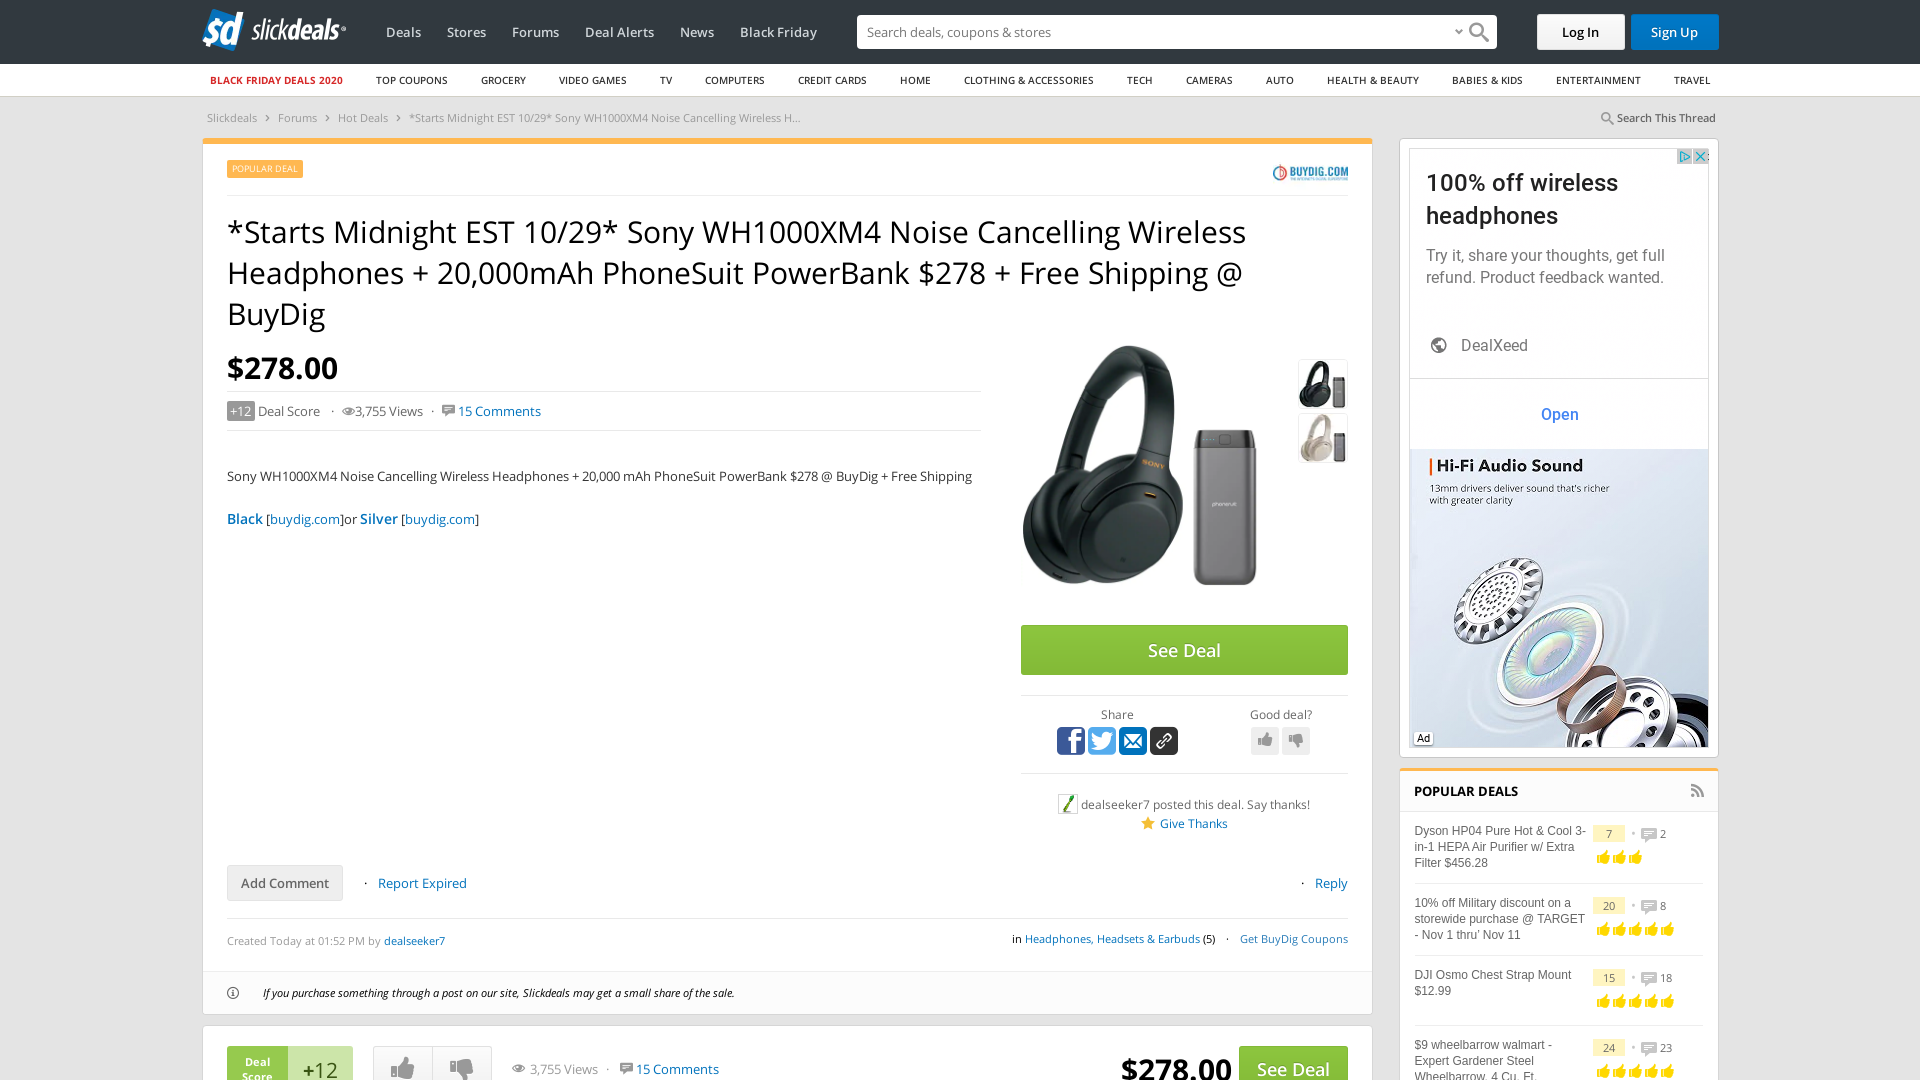 slickdeals
Deals
Stores
Forums
Deal Alerts
News
Black Friday
Search deals, coupons & stores
Log In
Sign Up
BLACK FRIDAY DEALS 2020
TOP COUPONS
GROCERY
VIDEO GAMES
TV
COMPUTERS
CREDIT CARDS
HOME
CLOTHING & ACCESSORIES
TECH
CAMERAS
AUTO
HEALTH & BEAUTY
BABIES & KIDS
ENTERTAINMENT
TRAVEL
Slickdeals › Forums › Hot Deals › *Starts Midnight EST 10/29* Sony WH1000XM4 Noise Cancelling Wireless H...
Search This Thread
POPULAR DEAL
BUYDIG.COM
*Starts Midnight EST 10/29* Sony WH1000XM4 Noise Cancelling Wireless
Headphones + 20,000mAh PhoneSuit PowerBank $278 + Free Shipping @
BuyDig
$278.00
+12 Deal Score · 3,755 Views · 15 Comments
Sony WH1000XM4 Noise Cancelling Wireless Headphones + 20,000 mAh PhoneSuit PowerBank $278 @ BuyDig + Free Shipping
Black [buydig.com]or Silver [buydig.com]
SONY
phonesuit
See Deal
Share
Good deal?
dealseeker7 posted this deal. Say thanks!
Give Thanks
Add Comment
· Report Expired
· Reply
Created Today at 01:52 PM by dealseeker7
in Headphones, Headsets & Earbuds (5) · Get BuyDig Coupons
If you purchase something through a post on our site, Slickdeals may get a small share of the sale.
Deal
Score
+12
3,755 Views · 15 Comments
$278.00
See Deal
100% off wireless
headphones
Try it, share your thoughts, get full
refund. Product feedback wanted.
DealXeed
Open
Hi-Fi Audio Sound
13mm drivers deliver sound that's richer
with greater clarity
Ad
POPULAR DEALS
Dyson HP04 Pure Hot & Cool 3-
in-1 HEPA Air Purifier w/ Extra
Filter $456.28
7 • 2
10% off Military discount on a
storewide purchase @ TARGET
- Nov 1 thru' Nov 11
20 • 8
DJI Osmo Chest Strap Mount
$12.99
15 • 18
$9 wheelbarrow walmart -
Expert Gardener Steel
Wheelbarrow, 4 Cu. Ft.
24 • 23